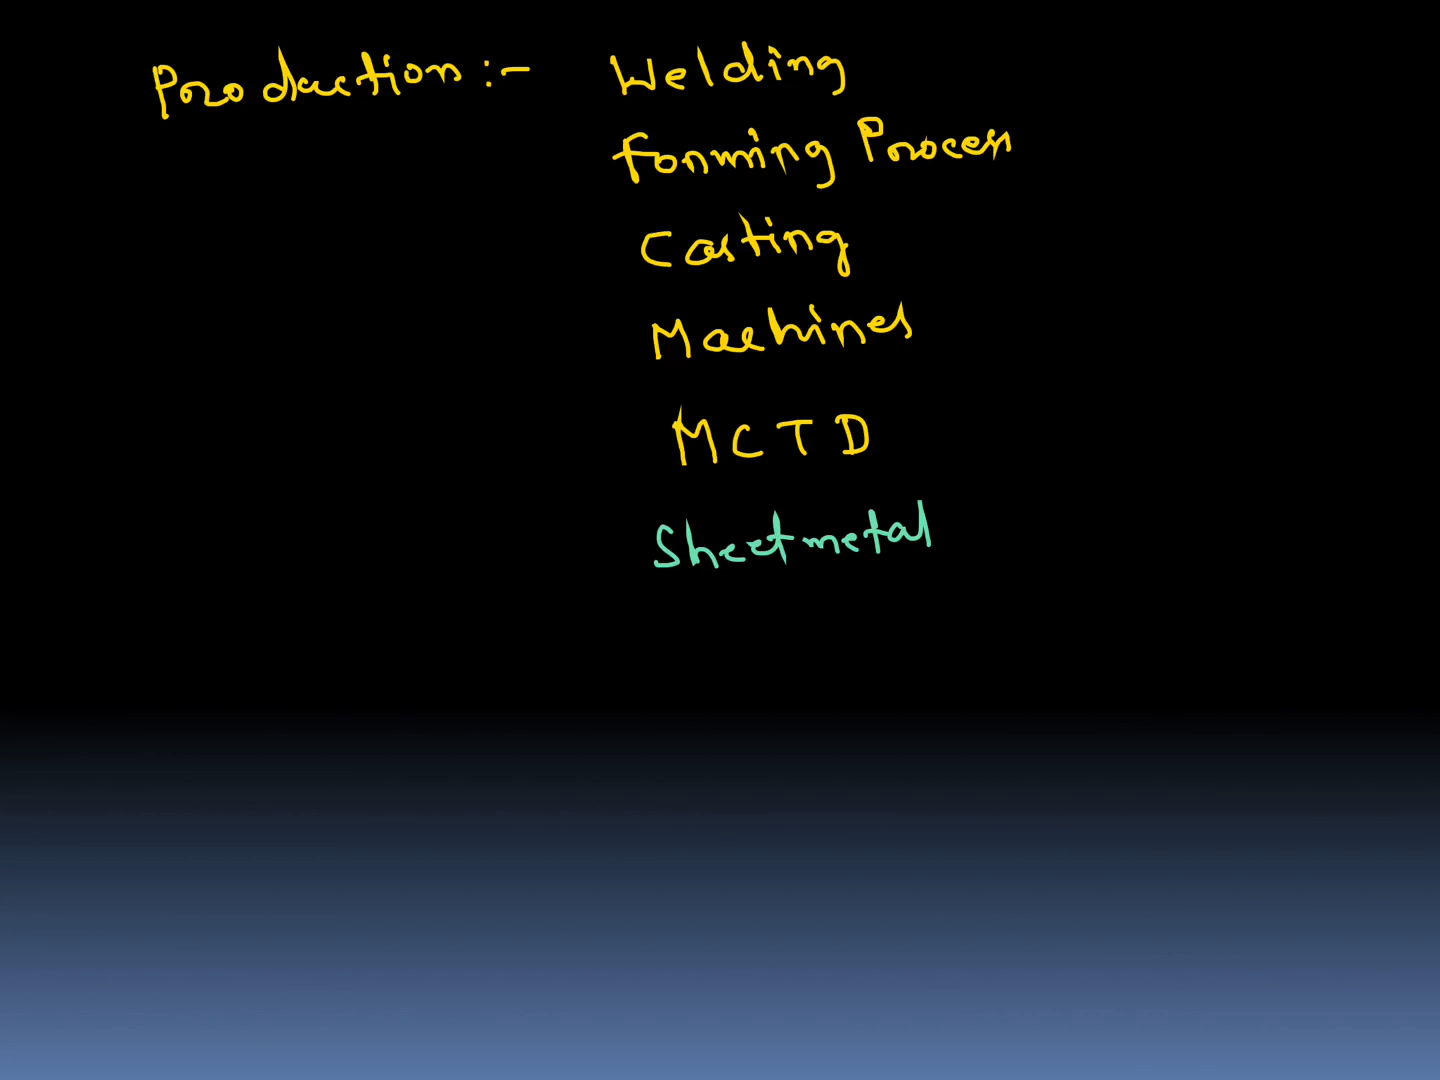 Production :- Welding
Forming Process
Casting
Machines
MCTD
Sheetmetal